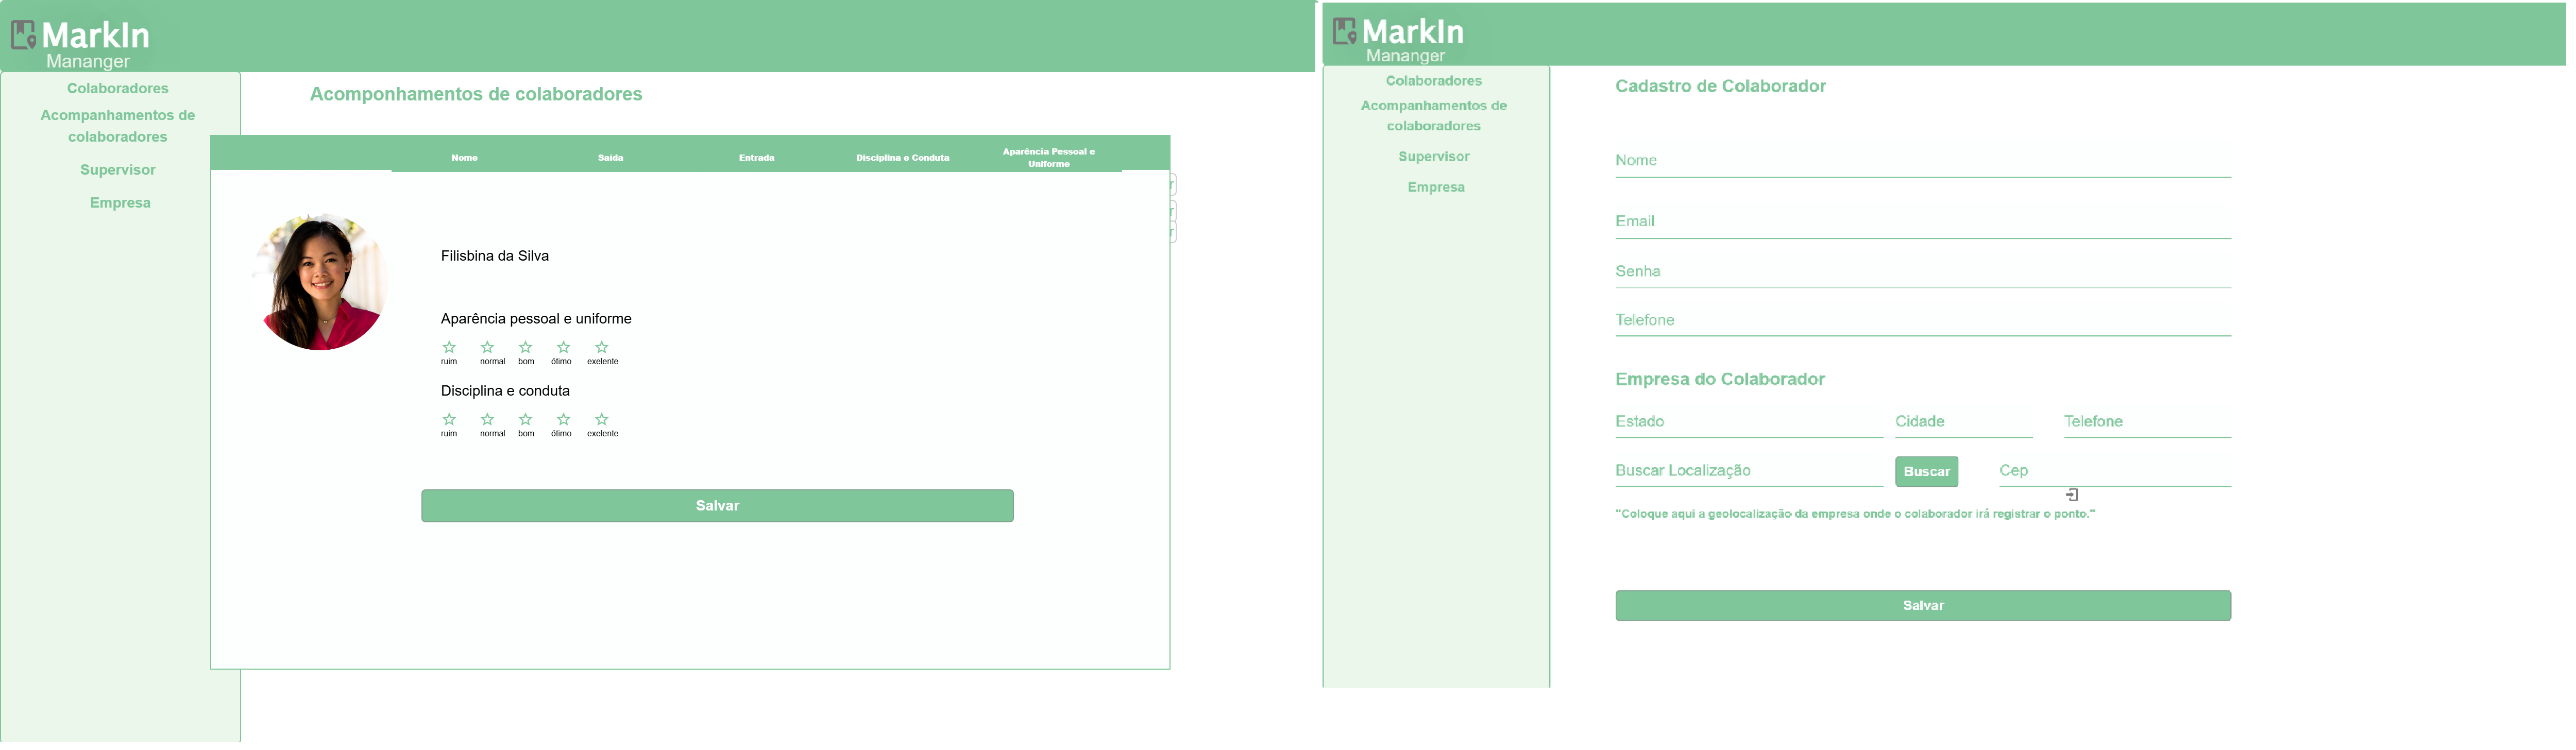 MarkIn
Mananger
Colaboradores
Acompanhamentos de
colaboradores
Supervisor
Empresa
Acomponhamentos de colaboradores
Nome
Saída
Entrada
Disciplina e Conduta
Aparência Pessoal e
Uniforme
Filisbina da Silva
Aparência pessoal e uniforme
ruim normal bom ótimo exelente
Disciplina e conduta
ruim normal bom ótimo exelente
Salvar
MarkIn
Mananger
Colaboradores
Acompanhamentos de
colaboradores
Supervisor
Empresa
Cadastro de Colaborador
Nome
Email
Senha
Telefone
Empresa do Colaborador
Estado Cidade Telefone
Buscar Localização Buscar Cep
"Coloque aqui a geolocalização da empresa onde o colaborador irá registrar o ponto."
Salvar